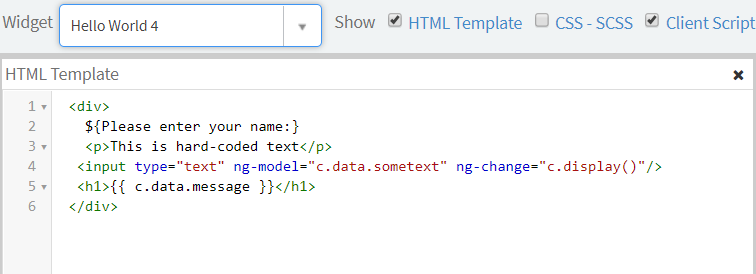 Widget Hello World 4 Show HTML Template CSS - SCSS Client Script
HTML Template
1 <div>
2 ${Please enter your name:}
3 <p>This is hard-coded text</p>
4 <input type="text" ng-model="c.data.sometext" ng-change="c.display()"/>
5 <h1>{{ c.data.message }}</h1>
6 </div>